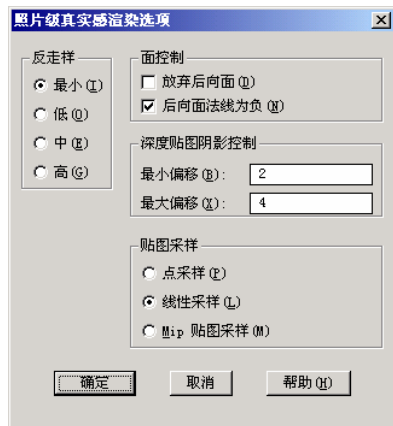 照片级真实感渲染选项
反走样
最小(I)
低(O)
中(E)
高(G)
面控制
放弃后向面(D)
后向面法线为负(N)
深度贴图阴影控制
最小偏移(B): 2
最大偏移(X): 4
贴图采样
点采样(P)
线性采样(L)
Mip 贴图采样(M)
确定
取消
帮助(H)